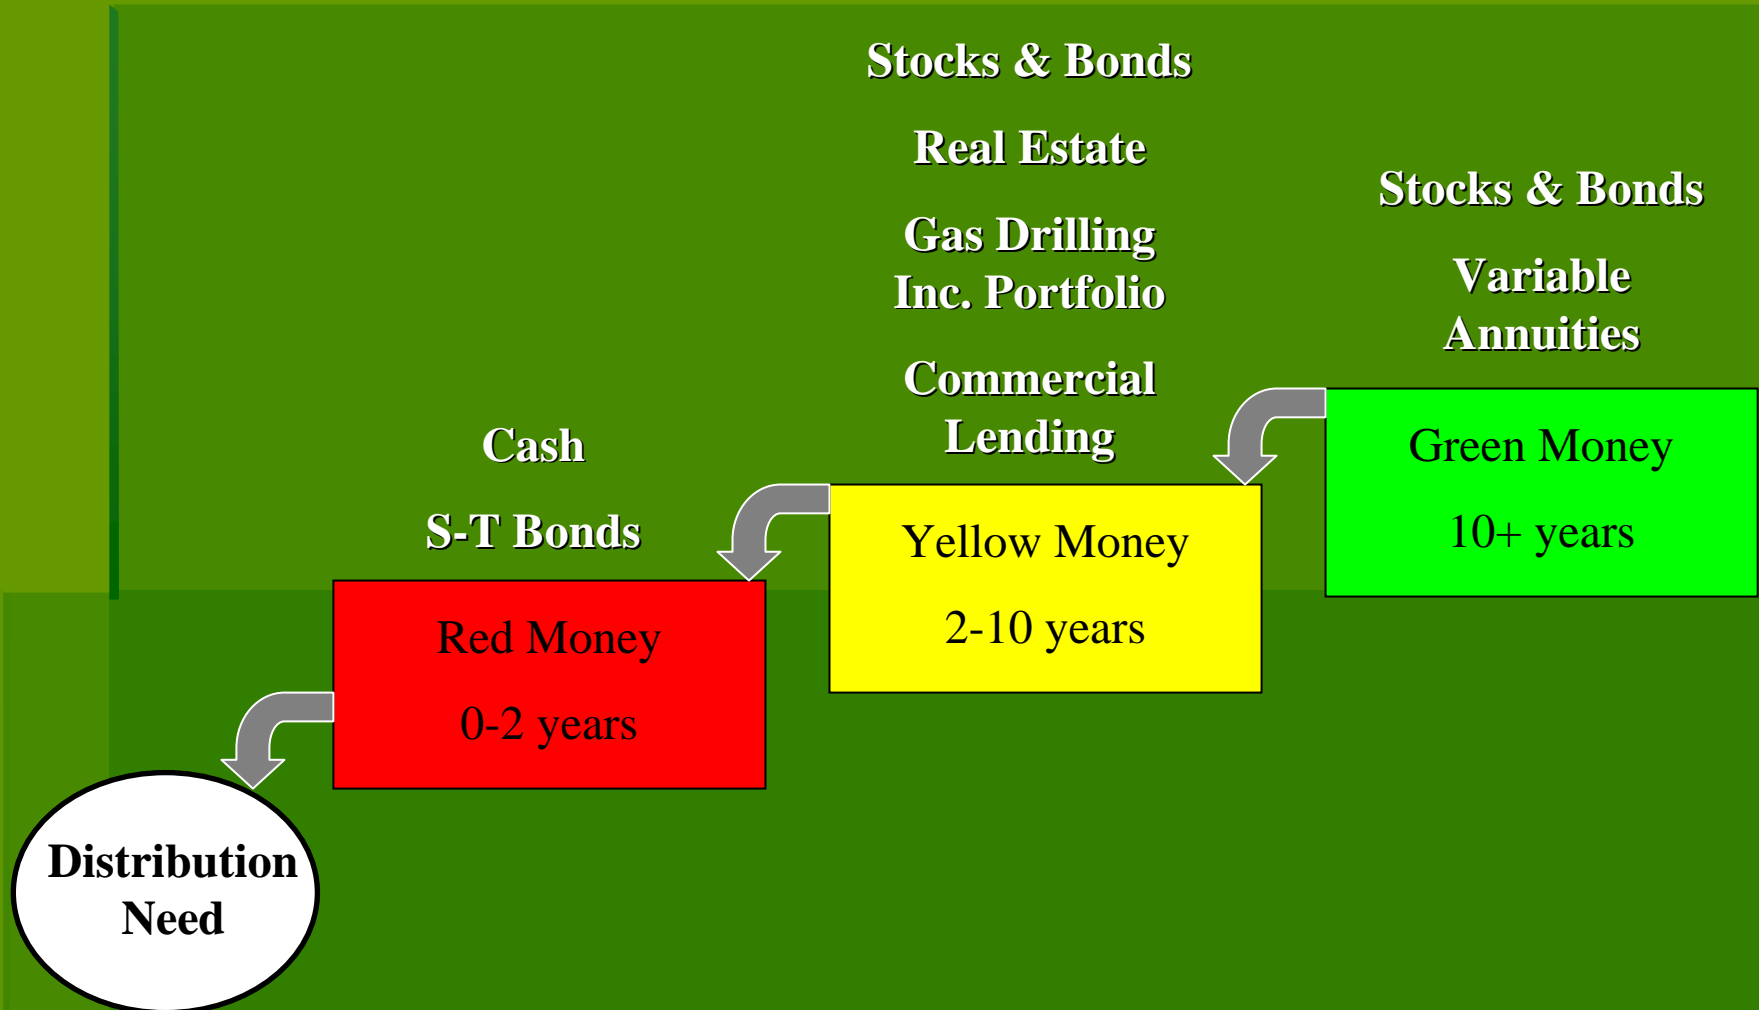 Stocks & Bonds
Real Estate
Gas Drilling
Inc. Portfolio
Commercial
Lending
Stocks & Bonds
Variable
Annuities
Cash
S-T Bonds
Green Money
10+ years
Yellow Money
2-10 years
Red Money
0-2 years
Distribution
Need